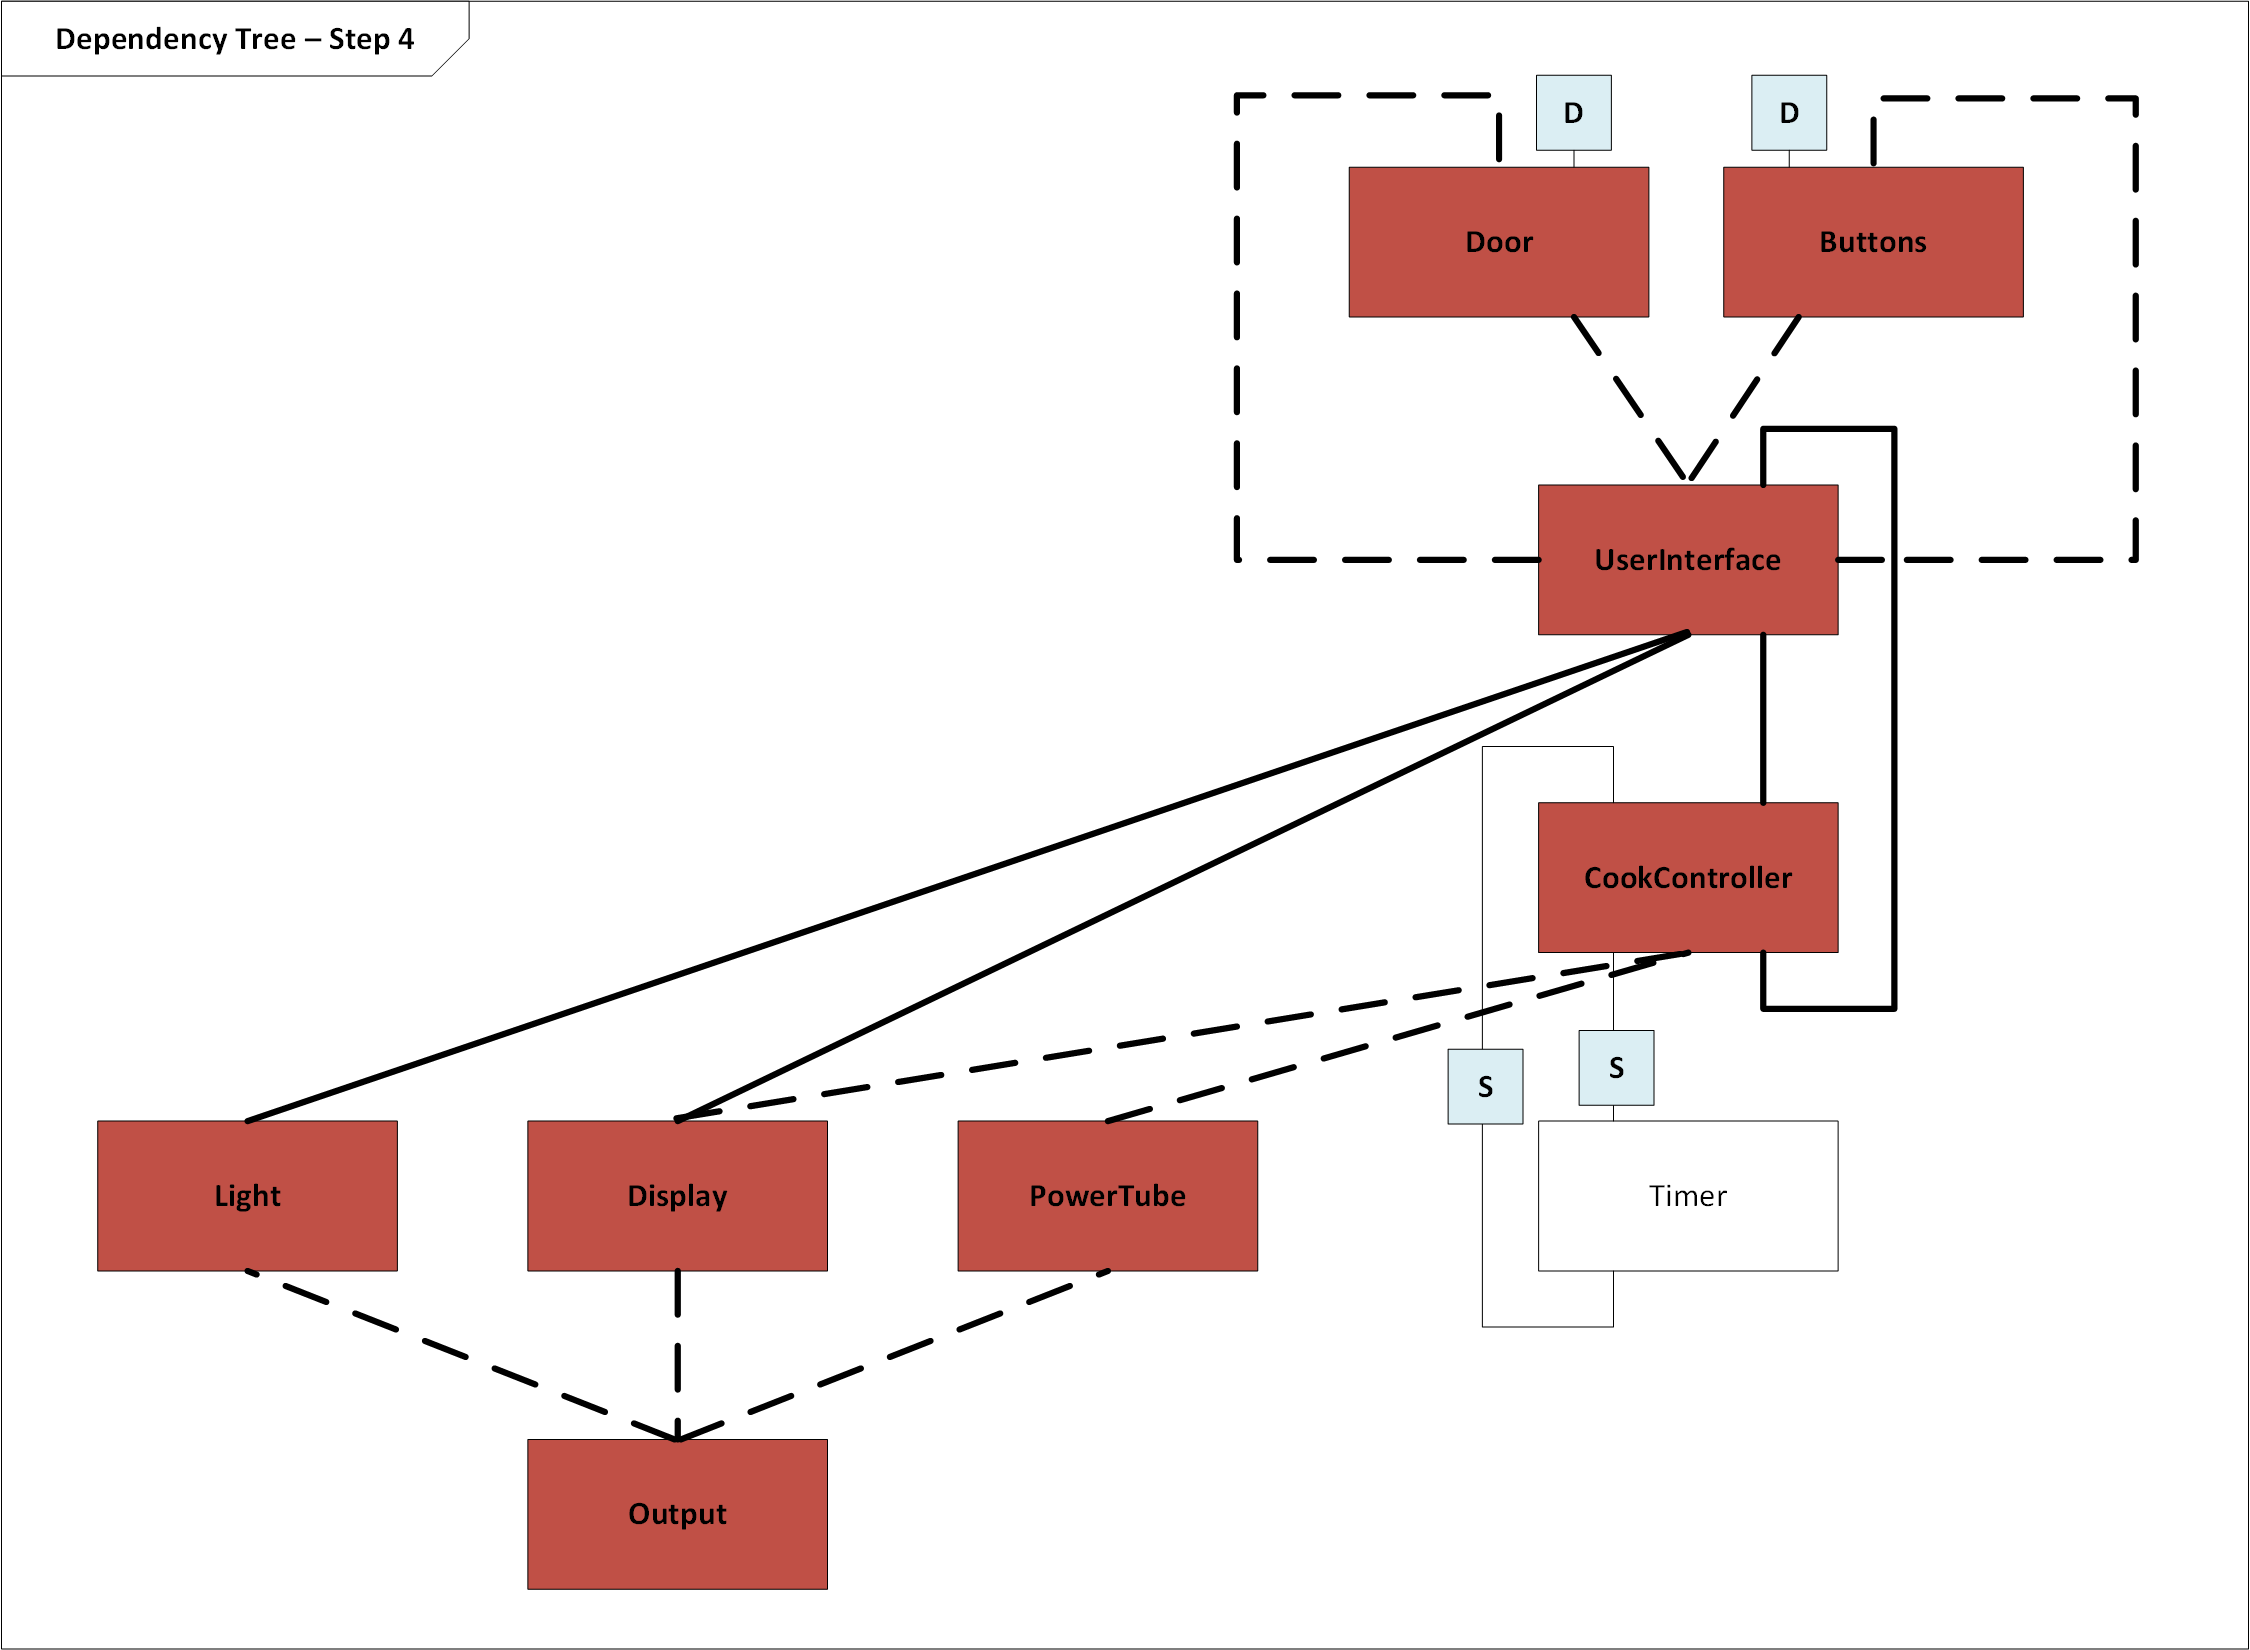 Dependency Tree – Step 4
D
D
Door
Buttons
UserInterface
CookController
S
S
Light
Display
PowerTube
Timer
Output